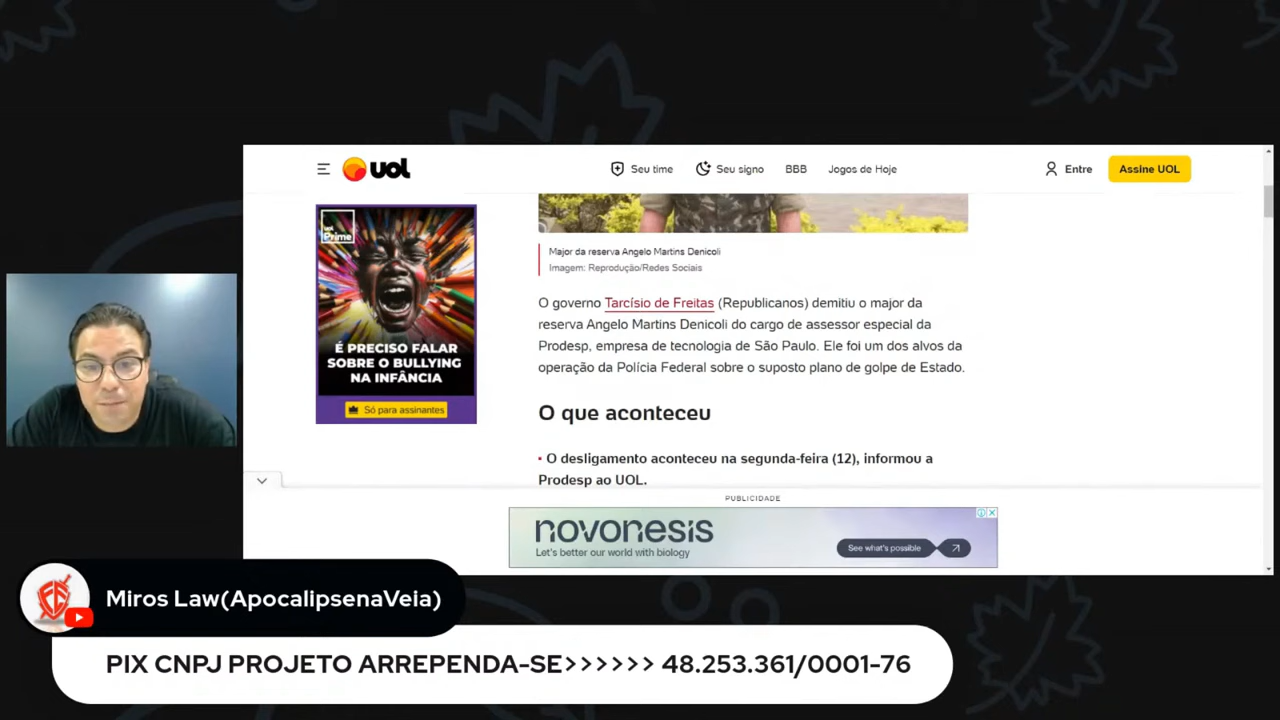 uol
Seu time
Seu signo
BBB
Jogos de Hoje
Entre
Assine UOL
uol
Prime
É PRECISO FALAR
SOBRE O BULLYING
NA INFÂNCIA
Só para assinantes
Major da reserva Angelo Martins Denicoli
Imagem: Reprodução/Redes Sociais
O governo Tarcísio de Freitas (Republicanos) demitiu o major da
reserva Angelo Martins Denicoli do cargo de assessor especial da
Prodesp, empresa de tecnologia de São Paulo. Ele foi um dos alvos da
operação da Polícia Federal sobre o suposto plano de golpe de Estado.
O que aconteceu
• O desligamento aconteceu na segunda-feira (12), informou a
Prodesp ao UOL.
PUBLICIDADE
novonesis
Let's better our world with biology
See what's possible
Miros Law(ApocalipsenaVeia)
PIX CNPJ PROJETO ARREPENDA-SE>>>>>> 48.253.361/0001-76